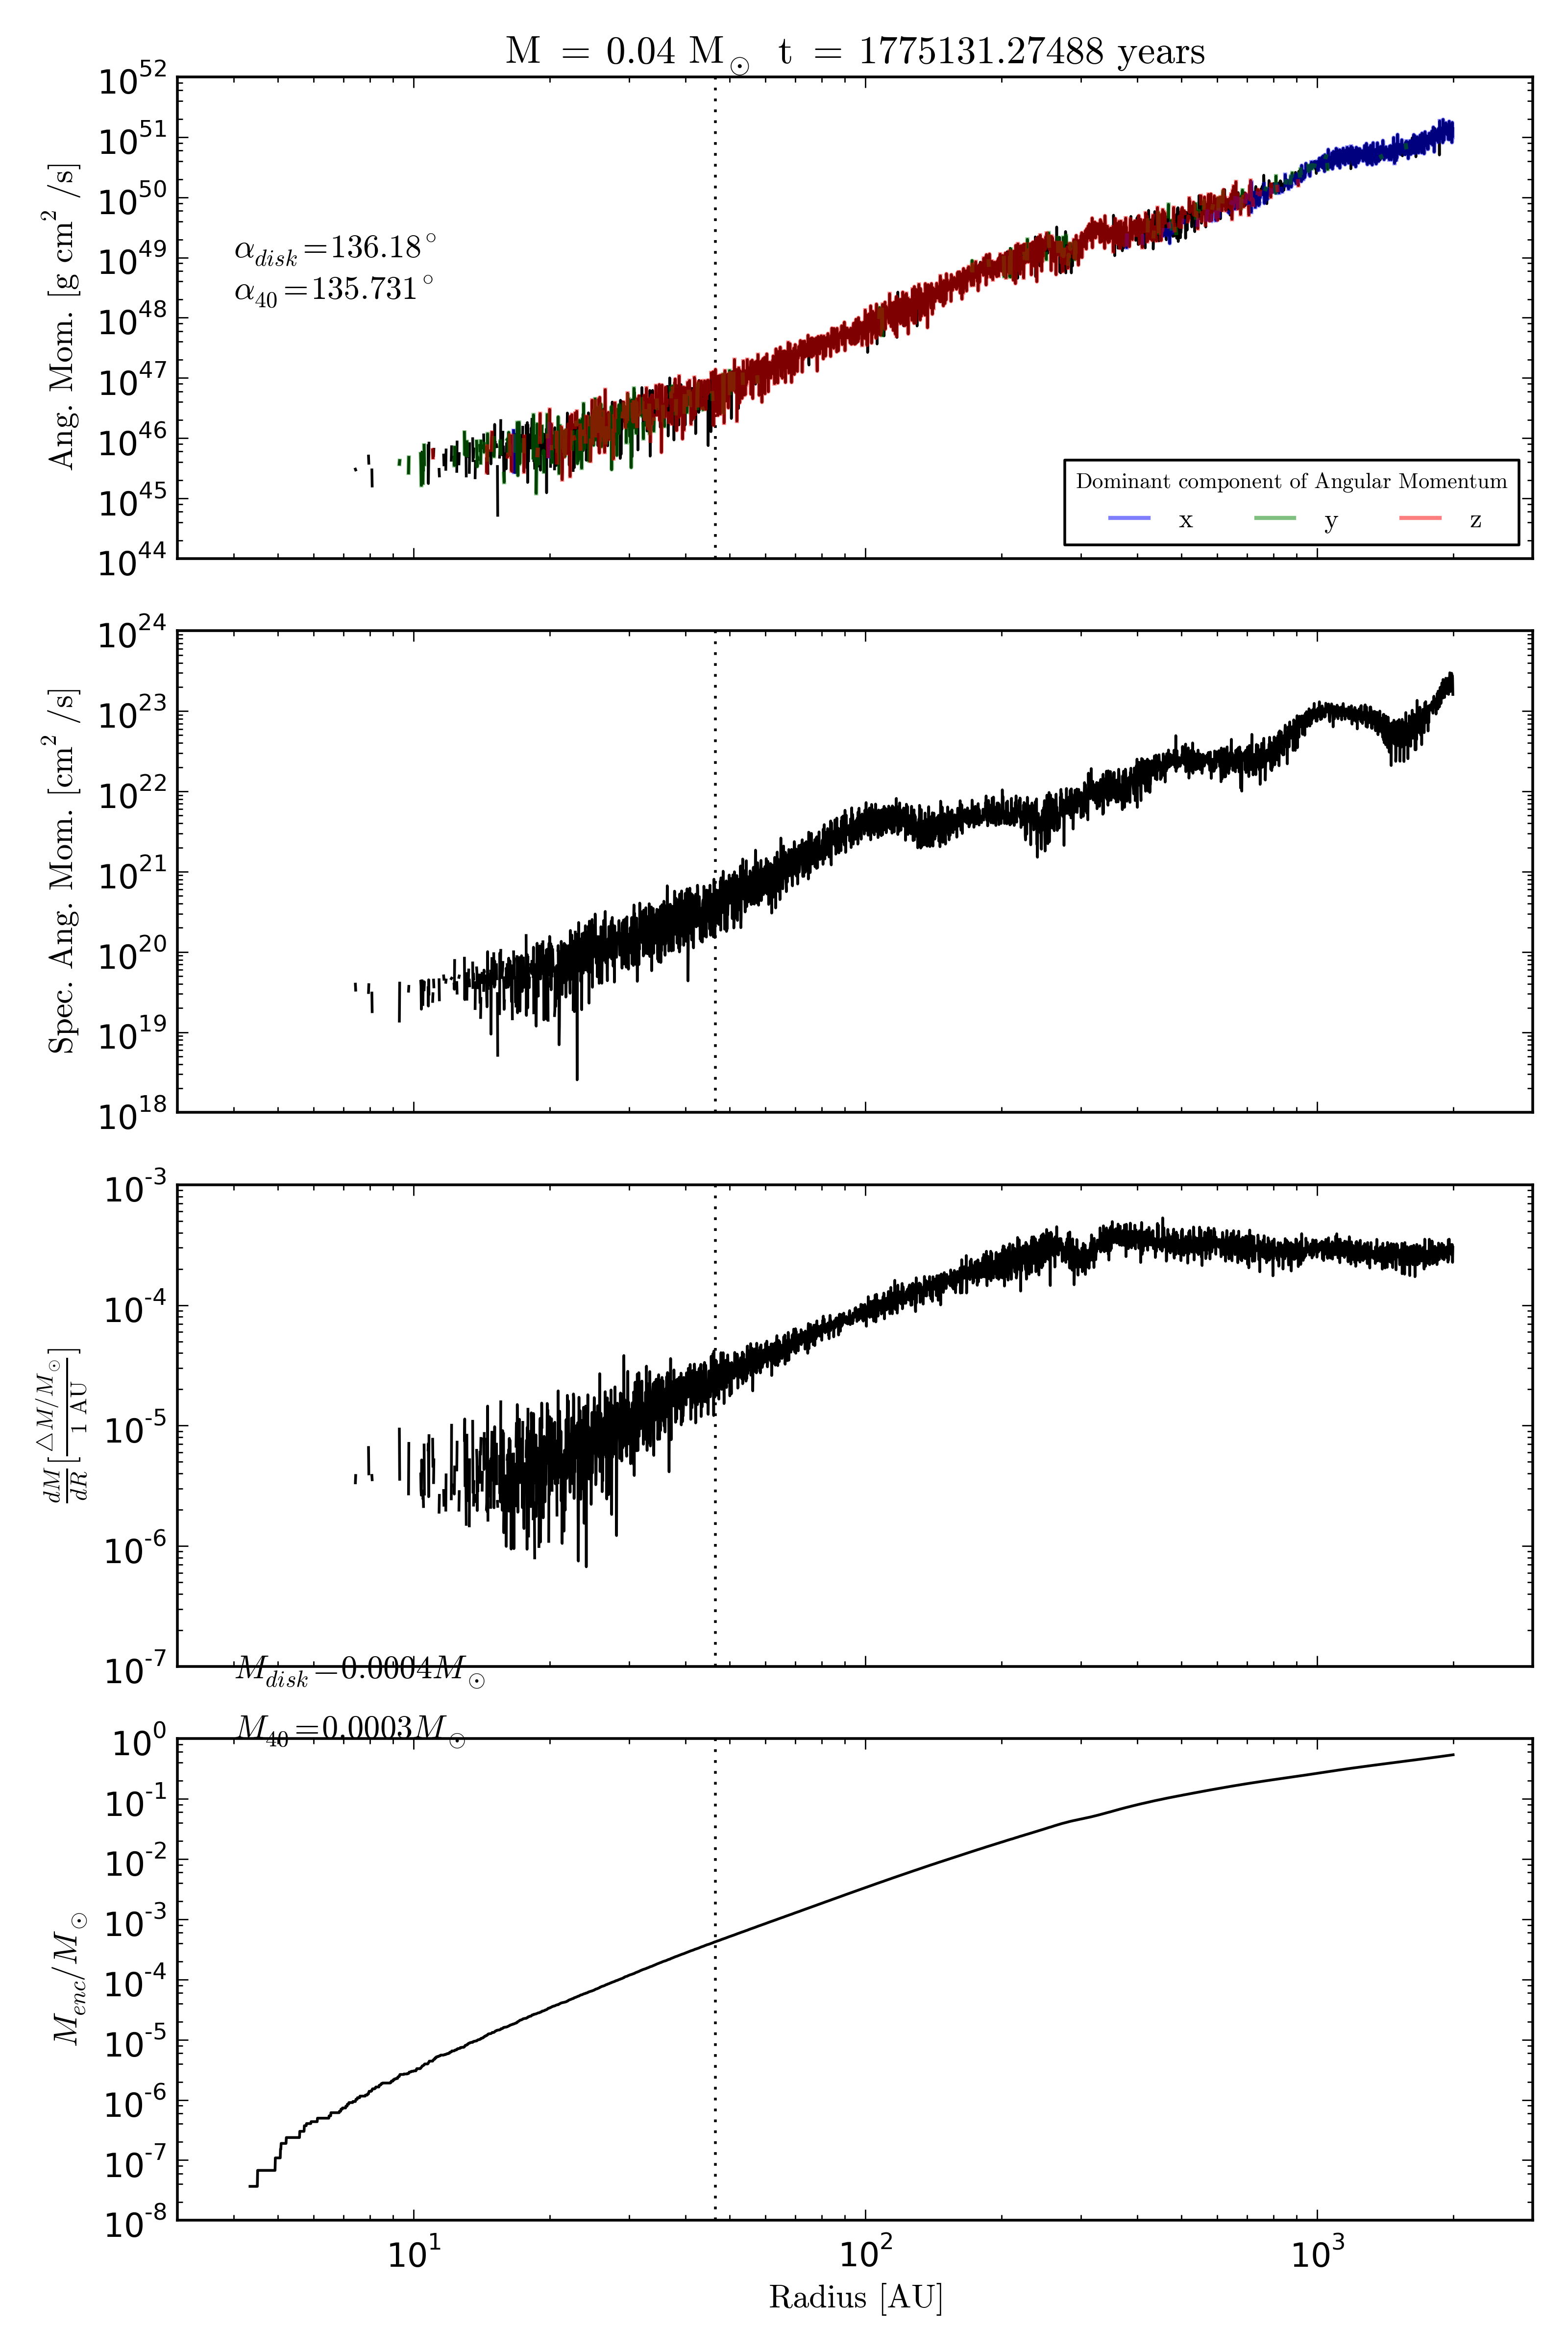 M = 0.04 M⊙ t = 1775131.27488 years
10^52
10^51
10^50
10^49
10^48
10^47
10^46
10^45
10^44
Ang. Mom. [g cm^2 /s]
α_disk=136.18°
α_40=135.731°
Dominant component of Angular Momentum
x y z
10^24
10^23
10^22
10^21
10^20
10^19
10^18
Spec. Ang. Mom. [cm^2 /s]
10^-3
10^-4
10^-5
10^-6
10^-7
dM/dR [△M/M⊙ / 1 AU]
M_disk=0.0004M⊙
M_40=0.0003M⊙
10^0
10^-1
10^-2
10^-3
10^-4
10^-5
10^-6
10^-7
10^-8
M_enc/M⊙
10^1 10^2 10^3
Radius [AU]